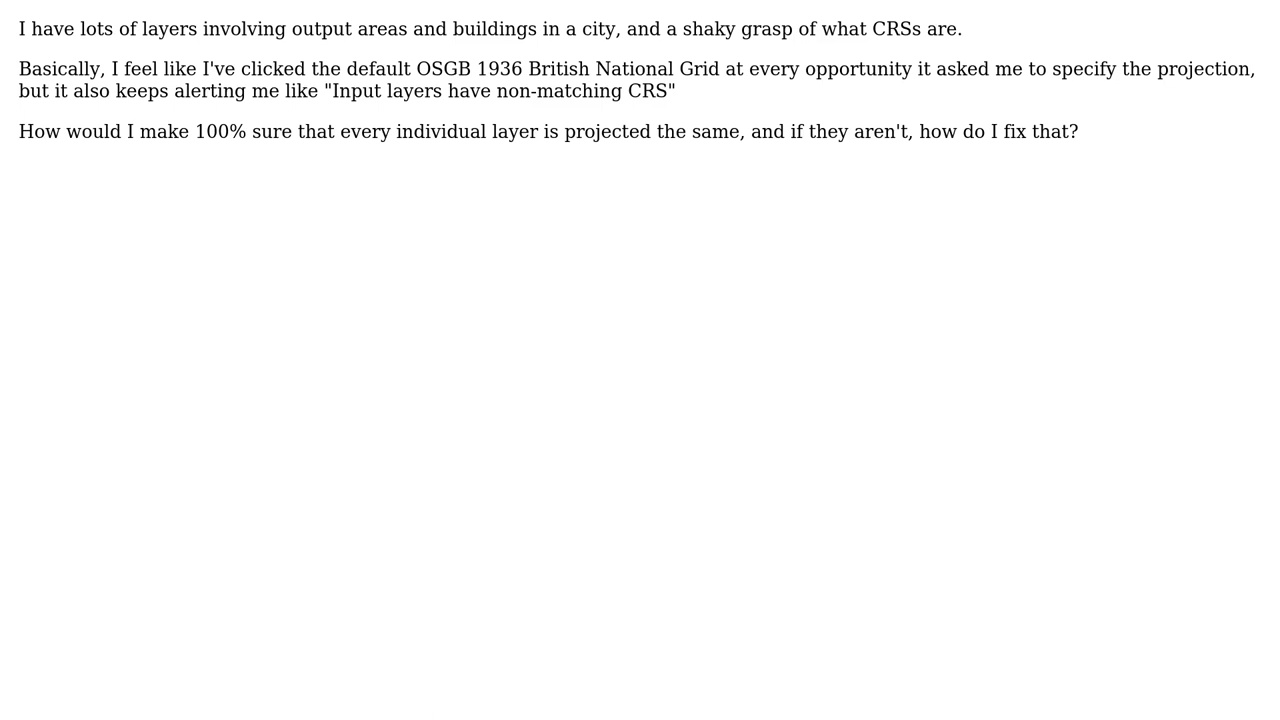 I have lots of layers involving output areas and buildings in a city, and a shaky grasp of what CRSs are.
Basically, I feel like I've clicked the default OSGB 1936 British National Grid at every opportunity it asked me to specify the projection,
but it also keeps alerting me like "Input layers have non-matching CRS"
How would I make 100% sure that every individual layer is projected the same, and if they aren't, how do I fix that?